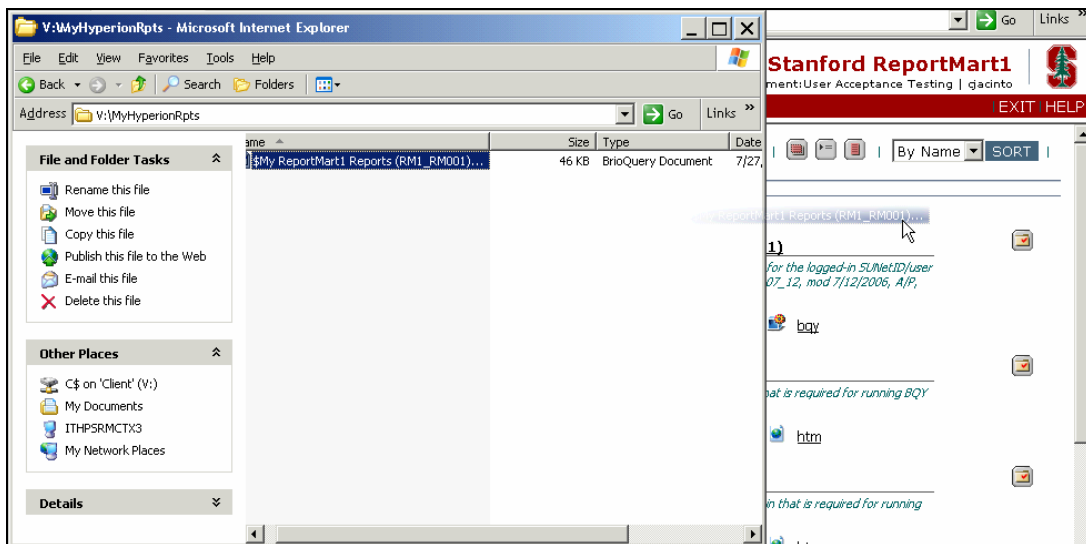 V:\MyHyperionRpts - Microsoft Internet Explorer
File Edit View Favorites Tools Help
Back Search Folders
Address V:\MyHyperionRpts Go Links »
File and Folder Tasks
Rename this file
Move this file
Copy this file
Publish this file to the Web
E-mail this file
Delete this file
Other Places
C$ on 'Client' (V:)
My Documents
ITHPSRMCTX3
My Network Places
Details
ame Size Type Date
$My ReportMart1 Reports (RM1_RM001)... 46 KB BrioQuery Document 7/27,
Go Links »
Stanford ReportMart1
ment:User Acceptance Testing | cjacinto
EXIT | HELP
| | By Name SORT |
ReportMart1 Reports (RM1_RM001)...
1)
for the logged-in SUNetID/user
07_12, mod 7/12/2006, A/P,
bqy
hat is required for running BQY
htm
in that is required for running